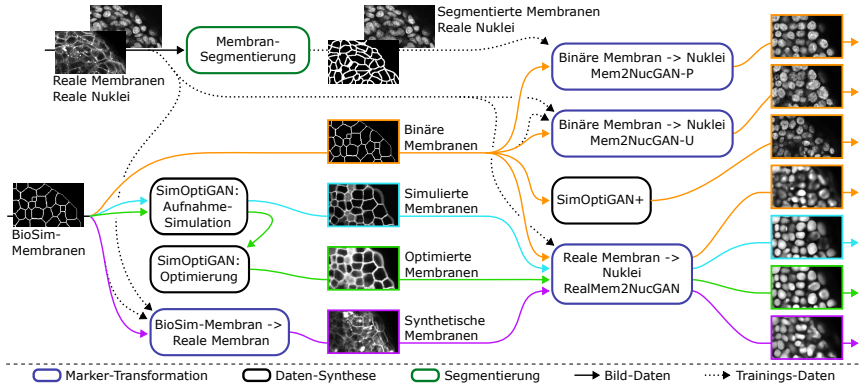 Segmentierte Membranen
Reale Nuklei
Membran-
Segmentierung
Reale Membranen
Reale Nuklei
Binäre Membran -> Nuklei
Mem2NucGAN-P
Binäre Membran -> Nuklei
Mem2NucGAN-U
Binäre
Membranen
SimOptiGAN:
Aufnahme-
Simulation
Simulierte
Membranen
SimOptiGAN+
BioSim-
Membranen
SimOptiGAN:
Optimierung
Optimierte
Membranen
Reale Membran ->
Nuklei
RealMem2NucGAN
BioSim-Membran ->
Reale Membran
Synthetische
Membranen
Marker-Transformation
Daten-Synthese
Segmentierung
Bild-Daten
Trainings-Daten